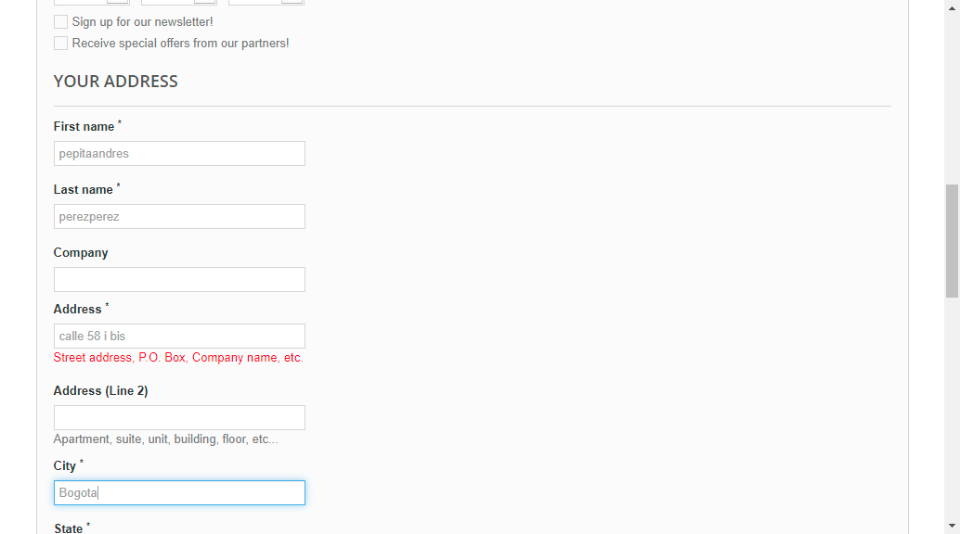 Sign up for our newsletter!
Receive special offers from our partners!
YOUR ADDRESS
First name *
pepitaandres
Last name *
perezperez
Company
Address *
calle 58 i bis
Street address, P.O. Box, Company name, etc.
Address (Line 2)
Apartment, suite, unit, building, floor, etc...
City *
Bogota
State *